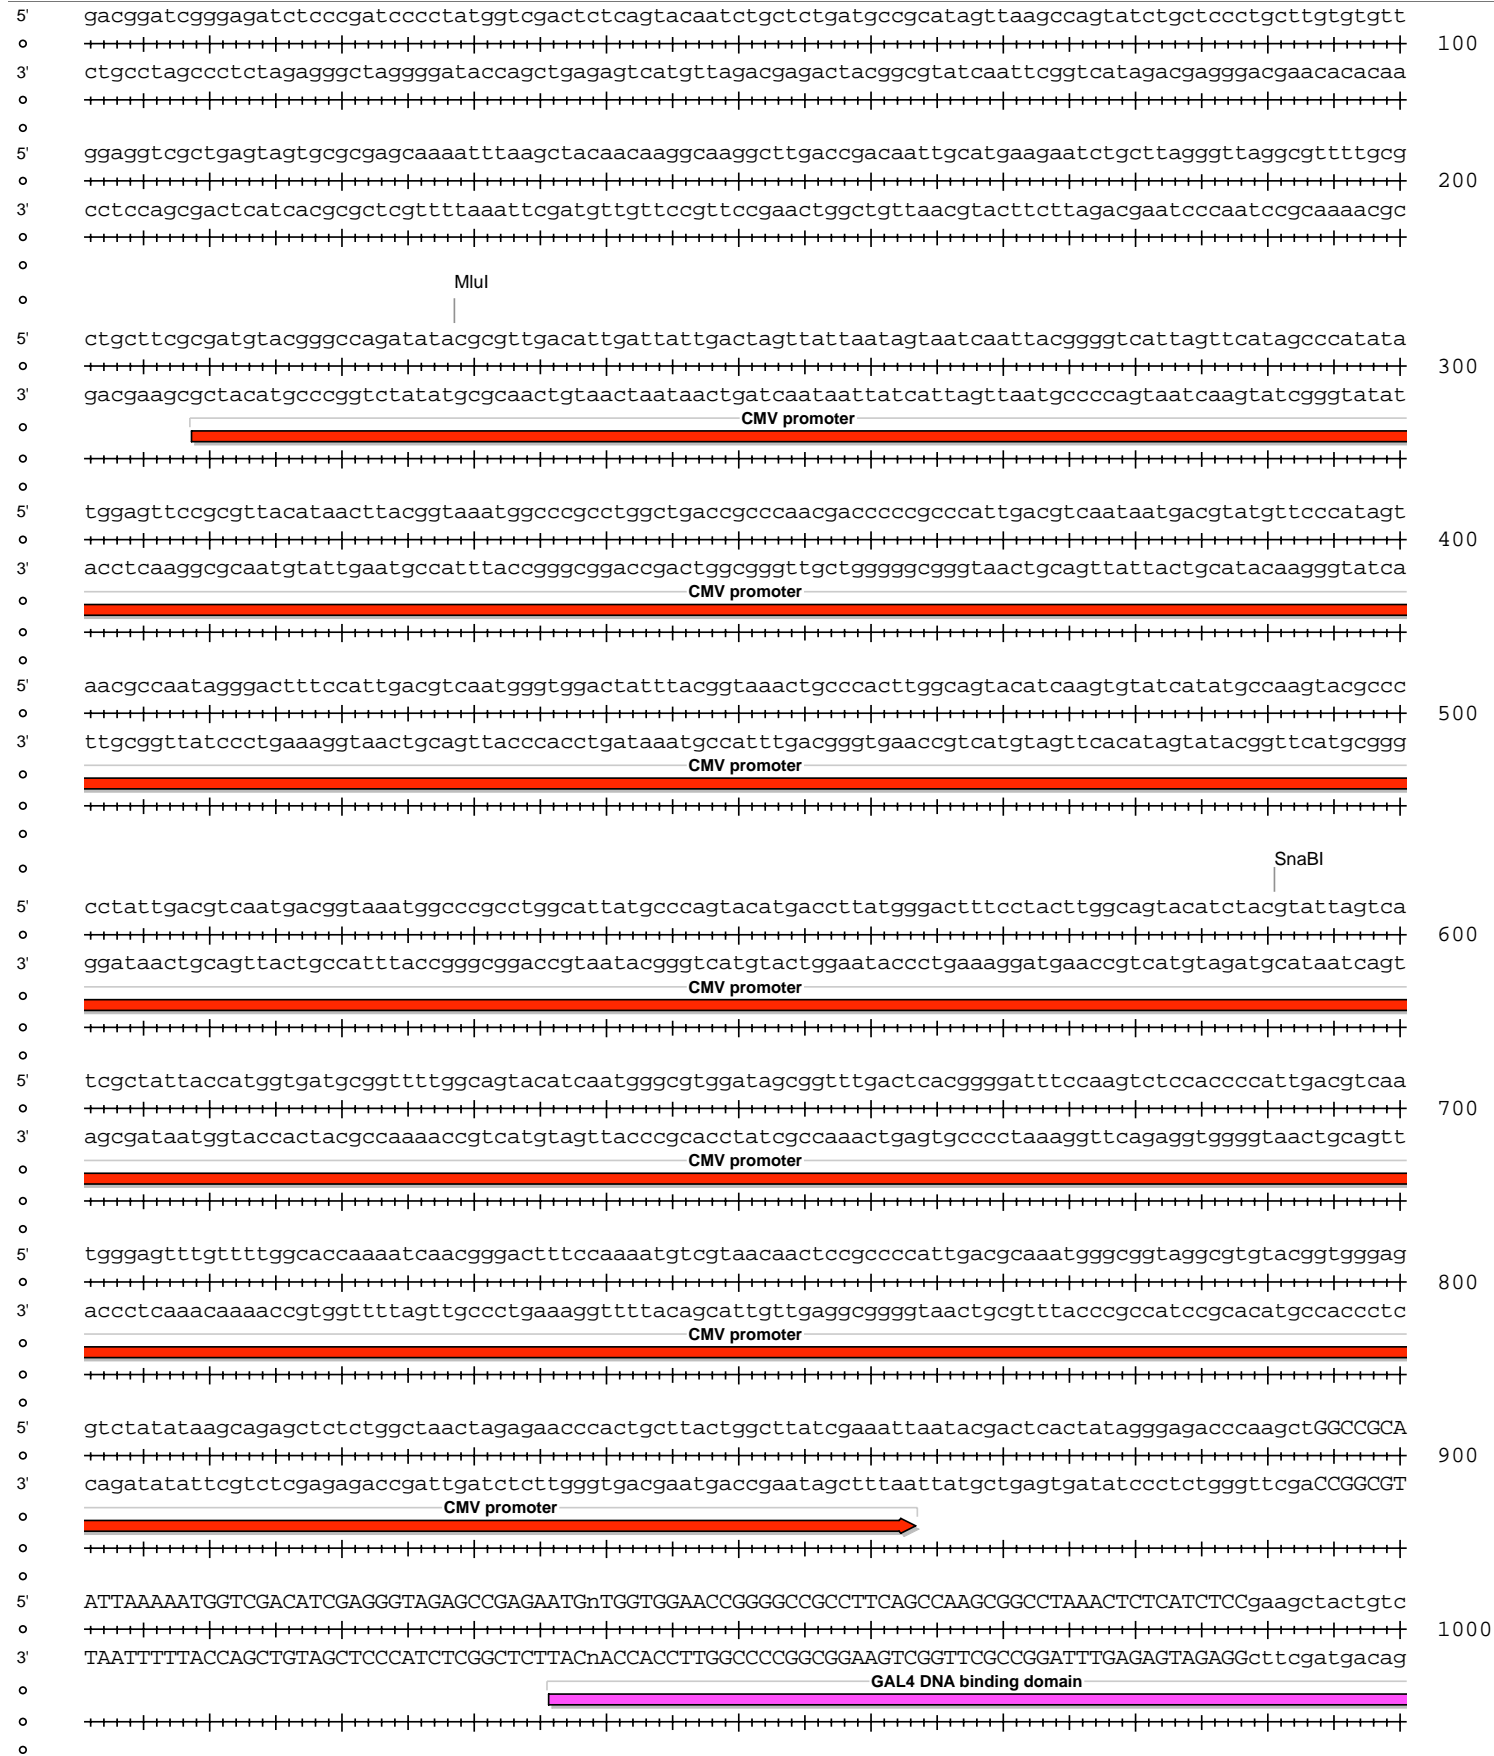 5' gacggatcgggagatctcccgatcccctatggtcgactctcagtacaatctgctctgatgccgcatagttaagccagtatctgctccctgcttgtgtgtt
100
3' ctgcctagccctctagagggctaggggataccagctgagagtcatgttagacgagactacggcgtatcaattcggtcatagacgagggacgaacacacaa
5' ggaggtcgctgagtagtgcgcgagcaaaatttaagctacaacaaggcaaggcttgaccgacaattgcatgaagaatctgcttagggttaggcgttttgcg
200
3' cctccagcgactcatcacgcgctcgttttaaattcgatgttgttccgttccgaactggctgttaacgtacttcttagacgaatcccaatccgcaaaacgc
MluI
5' ctgcttcgcgatgtacgggccagatatacgcgttgacattgattattgactagttattaatagtaatcaattacggggtcattagttcatagcccatata
300
3' gacgaagcgctacatgcccggtctatatgcgcaactgtaactaataactgatcaataattatcattagttaatgccccagtaatcaagtatcgggtatat
CMV promoter
5' tggagttccgcgttacataacttacggtaaatggcccgcctggctgaccgcccaacgacccccgcccattgacgtcaataatgacgtatgttcccatagt
400
3' acctcaaggcgcaatgtattgaatgccatttaccgggcggaccgactggcgggttgctgggggcgggtaactgcagttattactgcatacaagggtatca
CMV promoter
5' aacgccaatagggactttccattgacgtcaatgggtggactatttacggtaaactgcccacttggcagtacatcaagtgtatcatatgccaagtacgccc
500
3' ttgcggttatccctgaaaggtaactgcagttacccacctgataaatgccatttgacgggtgaaccgtcatgtagttcacatagtatacggttcatgcggg
CMV promoter
SnaBI
5' cctattgacgtcaatgacggtaaatggcccgcctggcattatgcccagtacatgaccttatgggactttcctacttggcagtacatctacgtattagtca
600
3' ggataactgcagttactgccatttaccgggcggaccgtaatacgggtcatgtactggaataccctgaaaggatgaaccgtcatgtagatgcataatcagt
CMV promoter
5' tcgctattaccatggtgatgcggttttggcagtacatcaatgggcgtggatagcggtttgactcacggggatttccaagtctccaccccattgacgtcaa
700
3' agcgataatggtaccactacgccaaaaccgtcatgtagttacccgcacctatcgccaaactgagtgcccctaaaggttcagaggtggggtaactgcagtt
CMV promoter
5' tgggagtttgttttggcaccaaaatcaacgggactttccaaaatgtcgtaacaactccgccccattgacgcaaatgggcggtaggcgtgtacggtgggag
800
3' accctcaaacaaaaccgtggttttagttgccctgaaaggttttacagcattgttgaggcggggtaactgcgtttacccgccatccgcacatgccaccctc
CMV promoter
5' gtctatataagcagagctctctggctaactagagaacccactgcttactggcttatcgaaattaatacgactcactatagggagacccaagctGGCCGCA
900
3' cagatatattcgtctcgagagaccgattgatctcttgggtgacgaatgaccgaatagctttaattatgctgagtgatatccctctgggttcgaCCGGCGT
CMV promoter
5' ATTAAAAATGGTCGACATCGAGGGTAGAGCCGAGAATGnTGGTGGAACCGGGGCCGCCTTCAGCCAAGCGGCCTAAACTCTCATCTCCgaagctactgtc
1000
3' TAATTTTTACCAGCTGTAGCTCCCATCTCGGCTCTTACnACCACCTTGGCCCCGGCGGAAGTCGGTTCGCCGGATTTGAGAGTAGAGGcttcgatgacag
GAL4 DNA binding domain